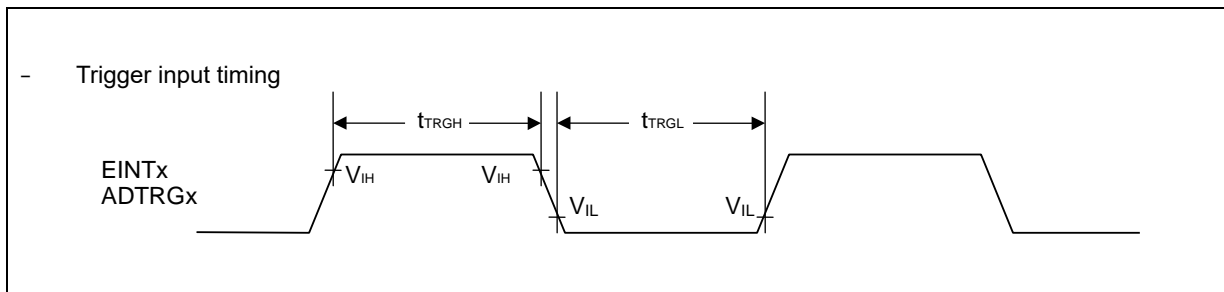 - Trigger input timing
tTRGH
tTRGL
EINTx
ADTRGx
VIH
VIH
VIL
VIL